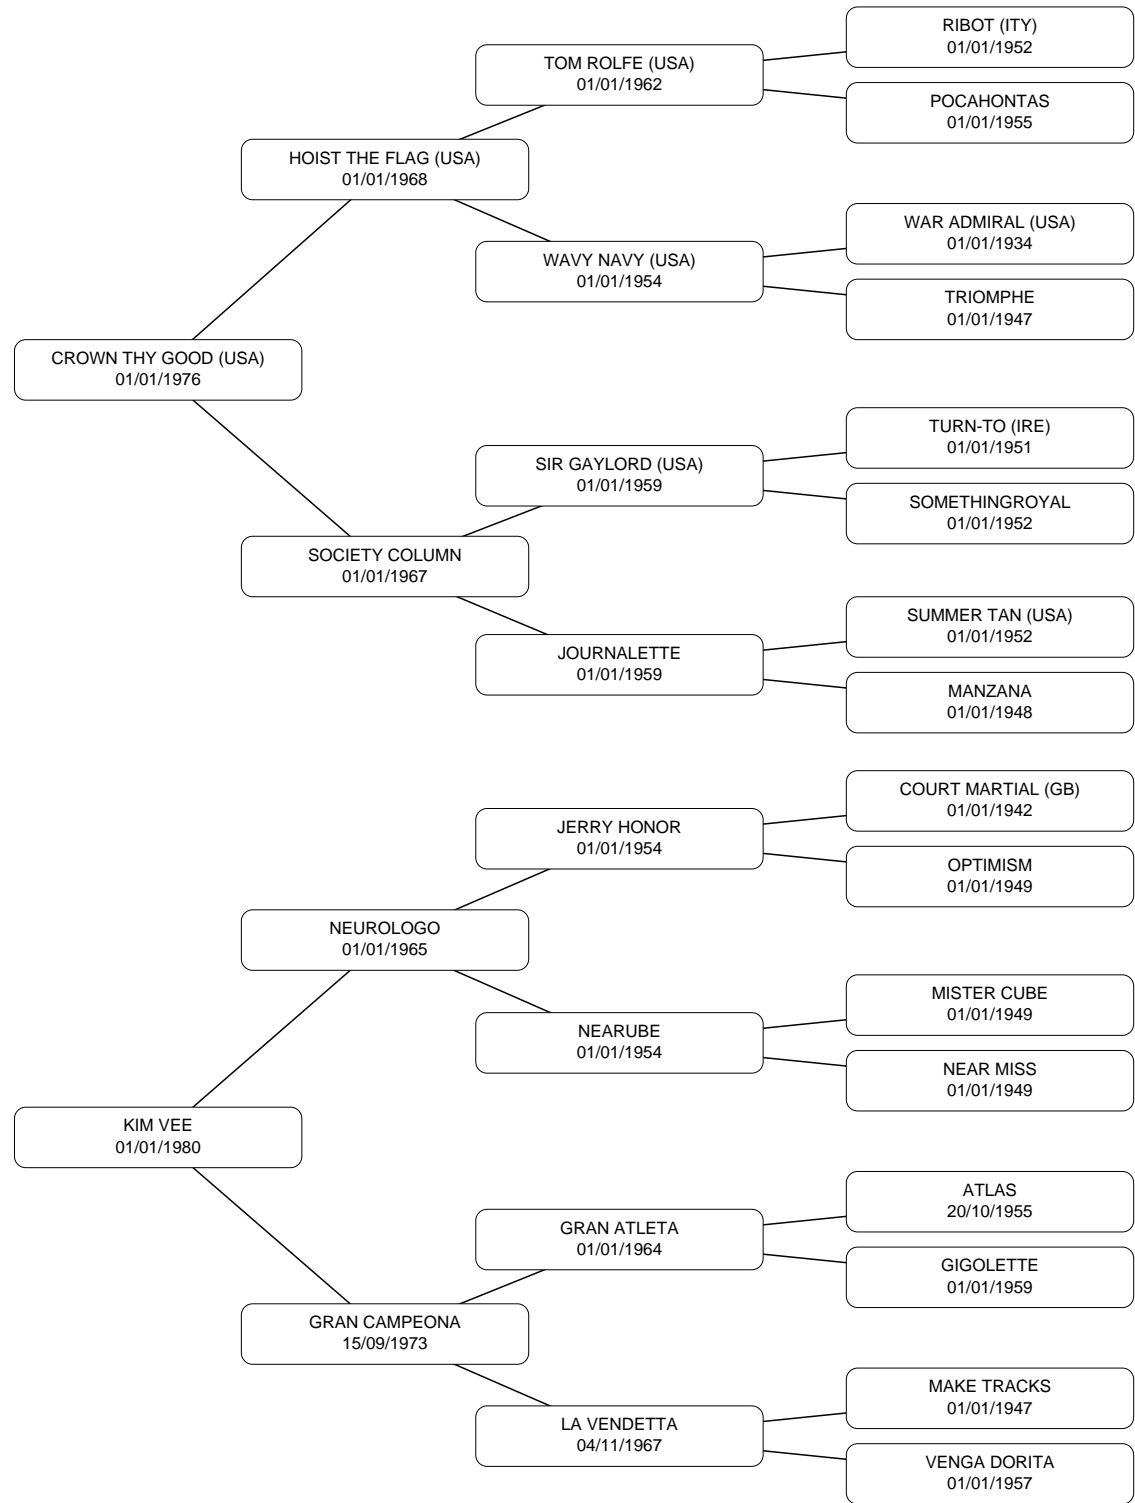 RIBOT (ITY)
01/01/1952
TOM ROLFE (USA)
01/01/1962
POCAHONTAS
01/01/1955
HOIST THE FLAG (USA)
01/01/1968
WAR ADMIRAL (USA)
01/01/1934
WAVY NAVY (USA)
01/01/1954
TRIOMPHE
01/01/1947
CROWN THY GOOD (USA)
01/01/1976
TURN-TO (IRE)
01/01/1951
SIR GAYLORD (USA)
01/01/1959
SOMETHINGROYAL
01/01/1952
SOCIETY COLUMN
01/01/1967
SUMMER TAN (USA)
01/01/1952
JOURNALETTE
01/01/1959
MANZANA
01/01/1948
COURT MARTIAL (GB)
01/01/1942
JERRY HONOR
01/01/1954
OPTIMISM
01/01/1949
NEUROLOGO
01/01/1965
MISTER CUBE
01/01/1949
NEARUBE
01/01/1954
NEAR MISS
01/01/1949
KIM VEE
01/01/1980
ATLAS
20/10/1955
GRAN ATLETA
01/01/1964
GIGOLETTE
01/01/1959
GRAN CAMPEONA
15/09/1973
MAKE TRACKS
01/01/1947
LA VENDETTA
04/11/1967
VENGA DORITA
01/01/1957